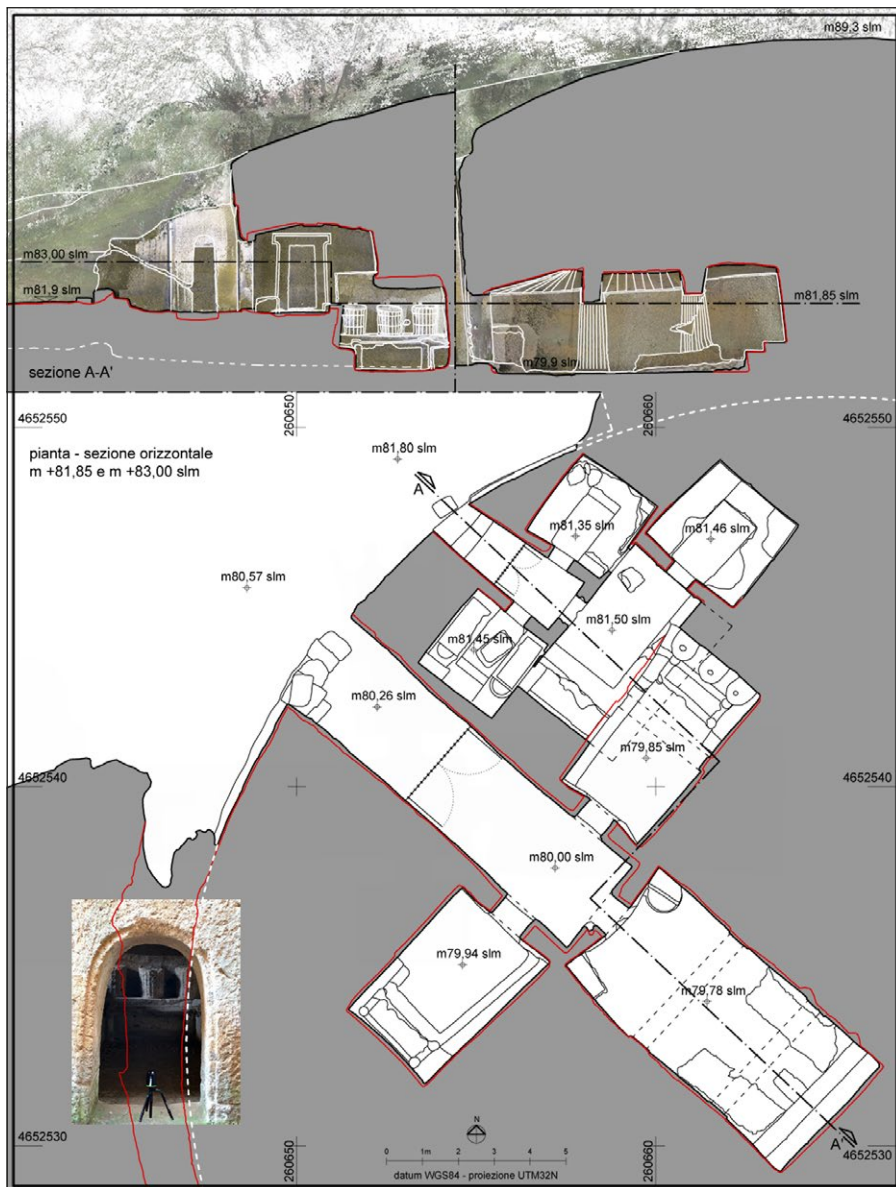 m89,3 slm
m83,00 slm
m81,9 slm
m81,85 slm
m79,9 slm
sezione A-A'
4652550
260650
260660
4652550
pianta - sezione orizzontale
m +81,85 e m +83,00 slm
m81,80 slm
A
m81,35 slm
m81,46 slm
m80,57 slm
m81,50 slm
m81,45 slm
m80,26 slm
m79,85 slm
4652540
4652540
m80,00 slm
m79,94 slm
m79,78 slm
4652530
260650
N
260660
A'
4652530
0 1m 2 3 4 5
datum WGS84 - proiezione UTM32N